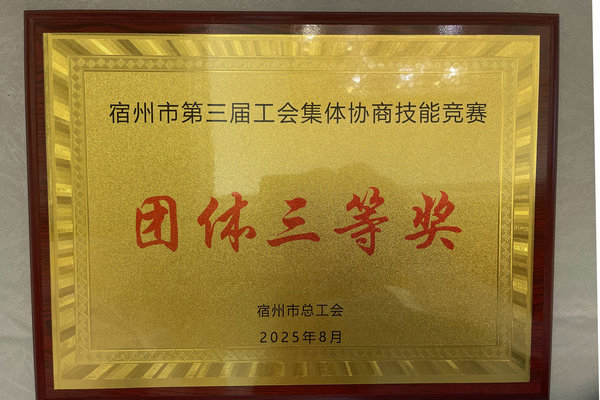 宿州市第三届工会集体协商技能竞赛
团体三等奖
宿州市总工会
2025年8月